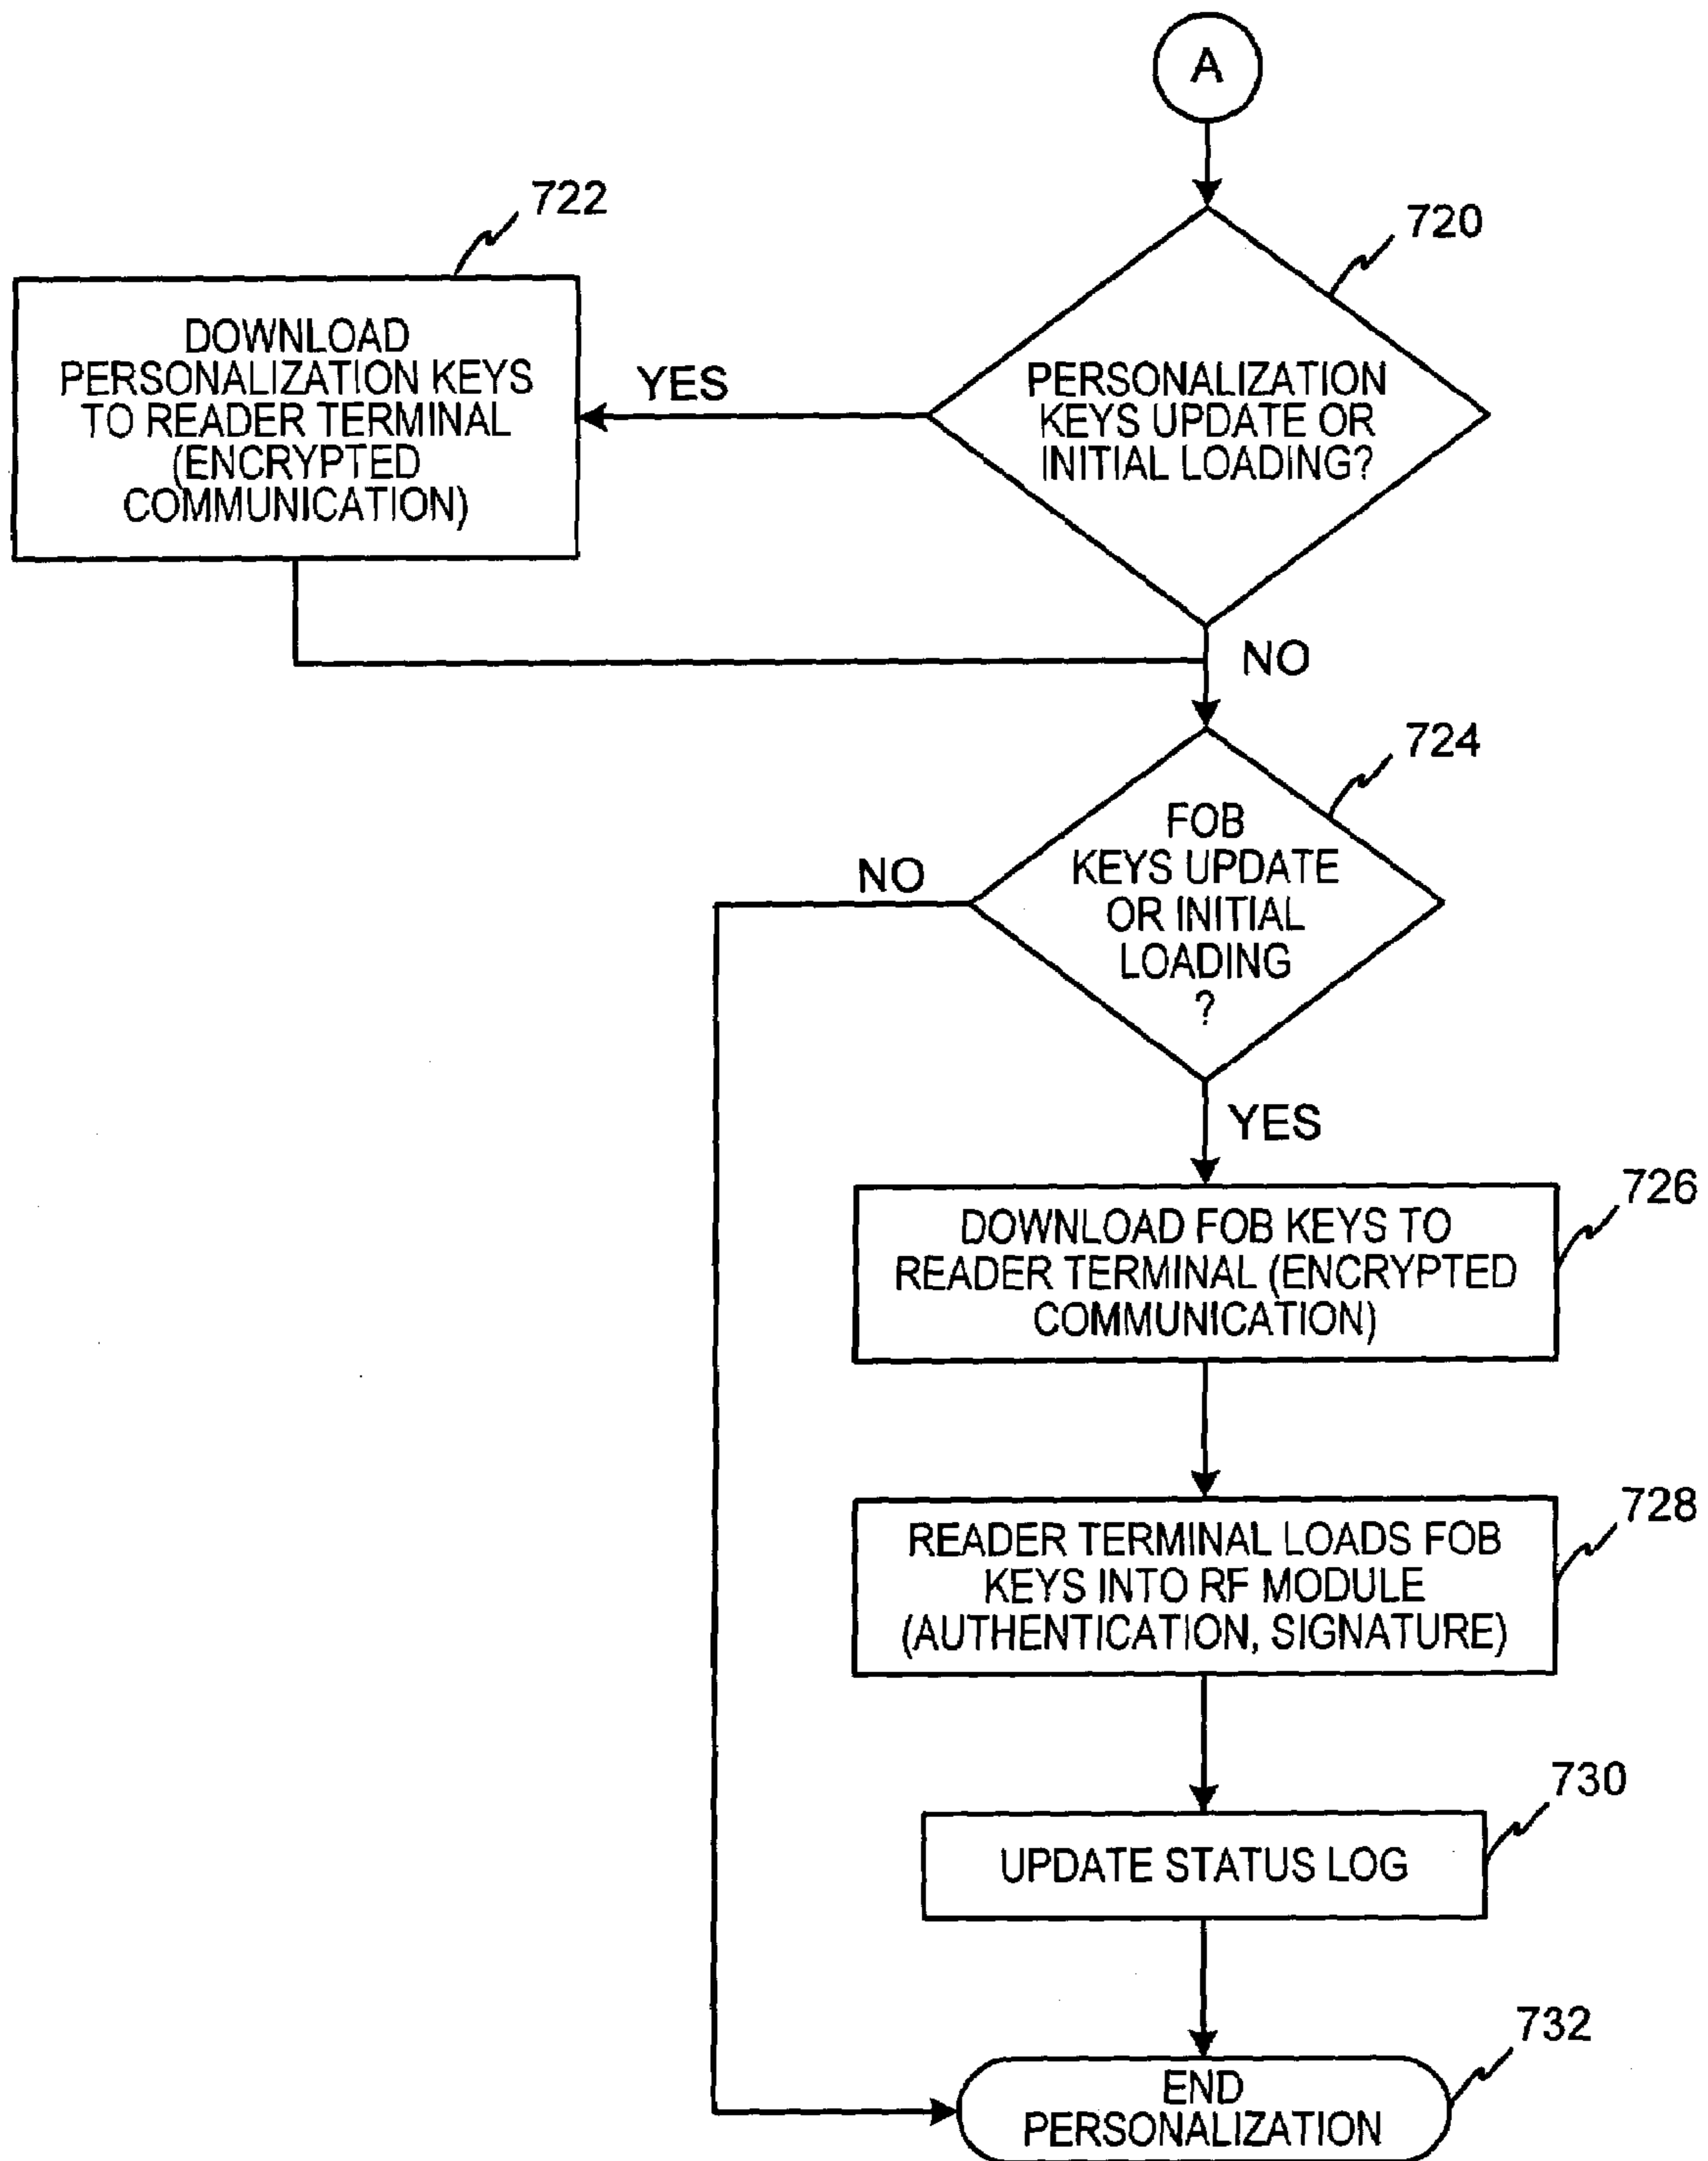 A
720
PERSONALIZATION
KEYS UPDATE OR
INITIAL LOADING?
YES
722
DOWNLOAD
PERSONALIZATION KEYS
TO READER TERMINAL
(ENCRYPTED
COMMUNICATION)
NO
724
FOB
KEYS UPDATE
OR INITIAL
LOADING
?
NO
YES
726
DOWNLOAD FOB KEYS TO
READER TERMINAL (ENCRYPTED
COMMUNICATION)
728
READER TERMINAL LOADS FOB
KEYS INTO RF MODULE
(AUTHENTICATION, SIGNATURE)
730
UPDATE STATUS LOG
732
END
PERSONALIZATION